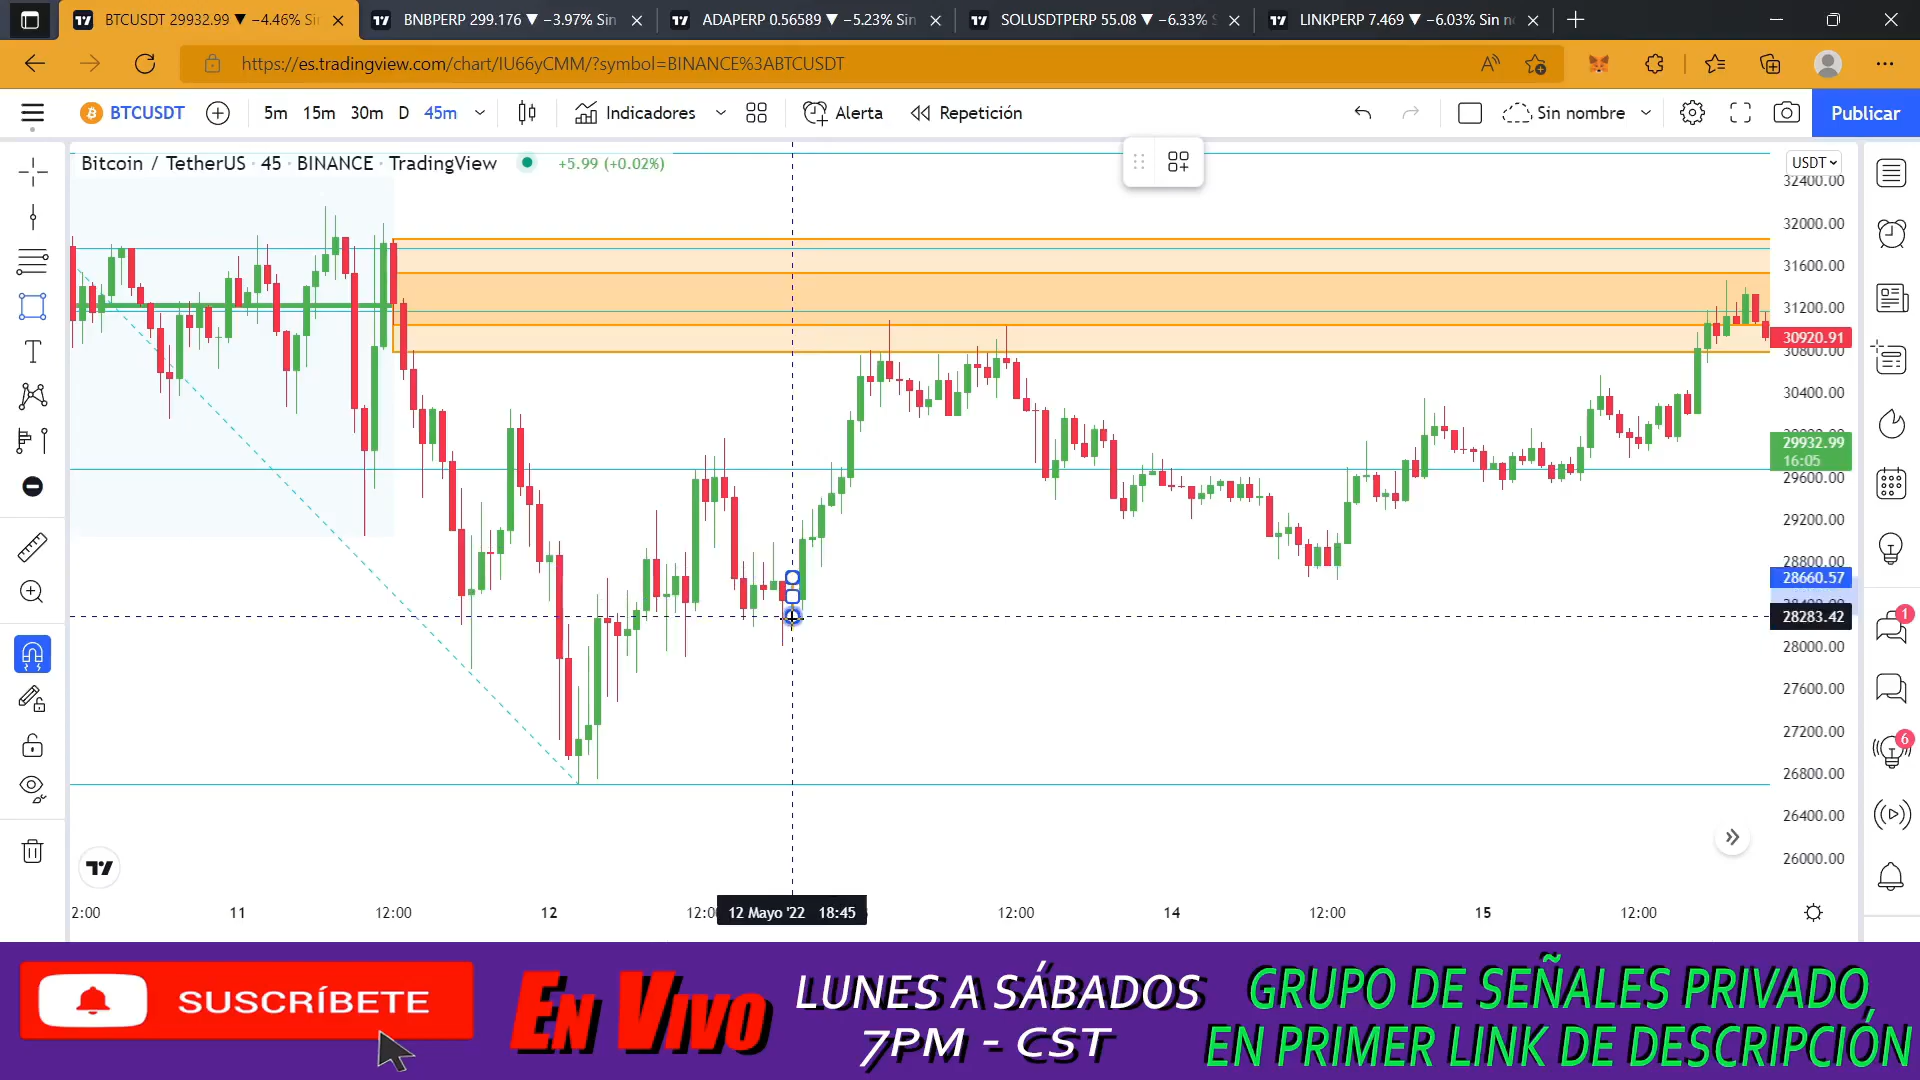 BTCUSDT 29932.99 ▼ −4.46% Si
BNBPERP 299.176 ▼ −3.97% Sin
ADAPERP 0.56589 ▼ −5.23% Sin
SOLUSDTPERP 55.08 ▼ −6.33%
LINKPERP 7.469 ▼ −6.03% Sin n
https://es.tradingview.com/chart/IU66yCMM/?symbol=BINANCE%3ABTCUSDT
BTCUSDT 5m 15m 30m D 45m Indicadores Alerta Repetición Sin nombre Publicar
Bitcoin / TetherUS · 45 · BINANCE · TradingView +5.99 (+0.02%)
USDT
32400.00
32000.00
31600.00
31200.00
30920.91
30800.00
30400.00
29932.99
16:05
29600.00
29200.00
28800.00
28660.57
28283.42
28000.00
27600.00
27200.00
26800.00
26400.00
26000.00
1
6
2:00 11 12:00 12 12:0 12 Mayo '22 18:45 12:00 14 12:00 15 12:00
SUSCRÍBETE
EN VIVO
LUNES A SÁBADOS
7PM - CST
GRUPO DE SEÑALES PRIVADO
EN PRIMER LINK DE DESCRIPCIÓN